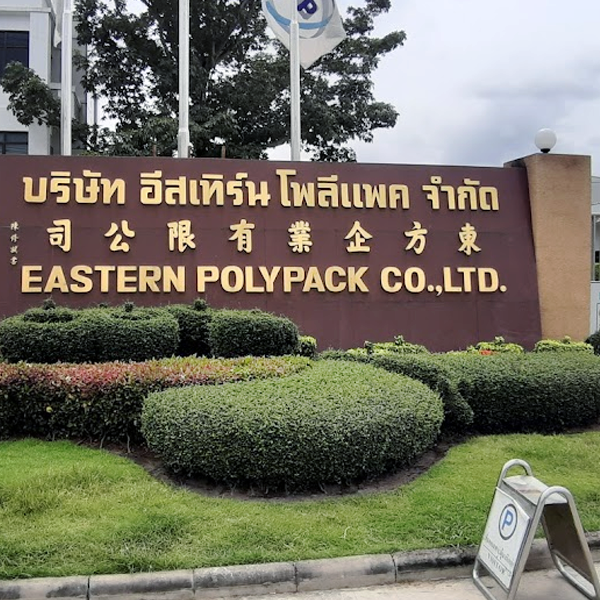 P
บริษัท อีสเทิร์น โพลีแพค จำกัด
東方企業有限公司
EASTERN POLYPACK CO.,LTD.
P
VISITOR